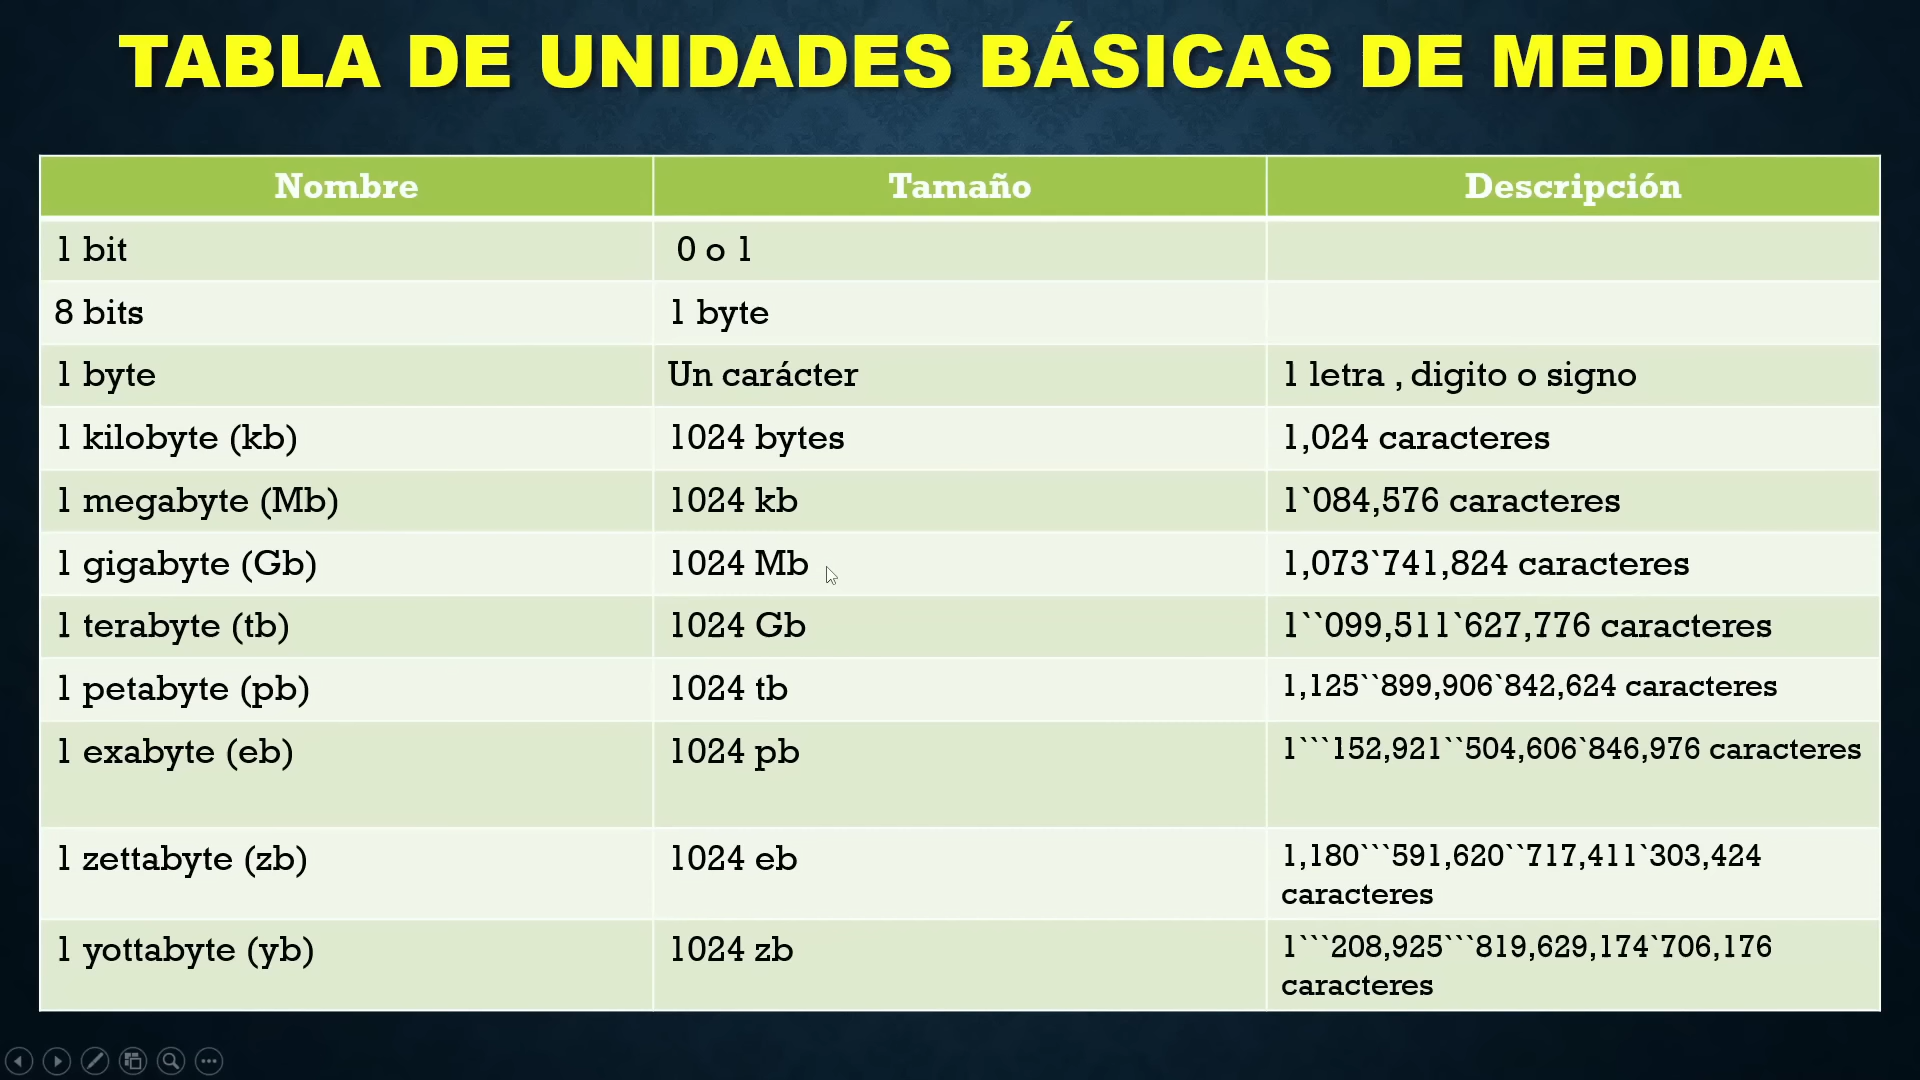 TABLA DE UNIDADES BÁSICAS DE MEDIDA
Nombre Tamaño Descripción
1 bit 0 o 1
8 bits 1 byte
1 byte Un carácter 1 letra , digito o signo
1 kilobyte (kb) 1024 bytes 1,024 caracteres
1 megabyte (Mb) 1024 kb 1`084,576 caracteres
1 gigabyte (Gb) 1024 Mb 1,073`741,824 caracteres
1 terabyte (tb) 1024 Gb 1``099,511`627,776 caracteres
1 petabyte (pb) 1024 tb 1,125``899,906`842,624 caracteres
1 exabyte (eb) 1024 pb 1```152,921``504,606`846,976 caracteres
1 zettabyte (zb) 1024 eb 1,180```591,620``717,411`303,424
caracteres
1 yottabyte (yb) 1024 zb 1```208,925```819,629,174`706,176
caracteres